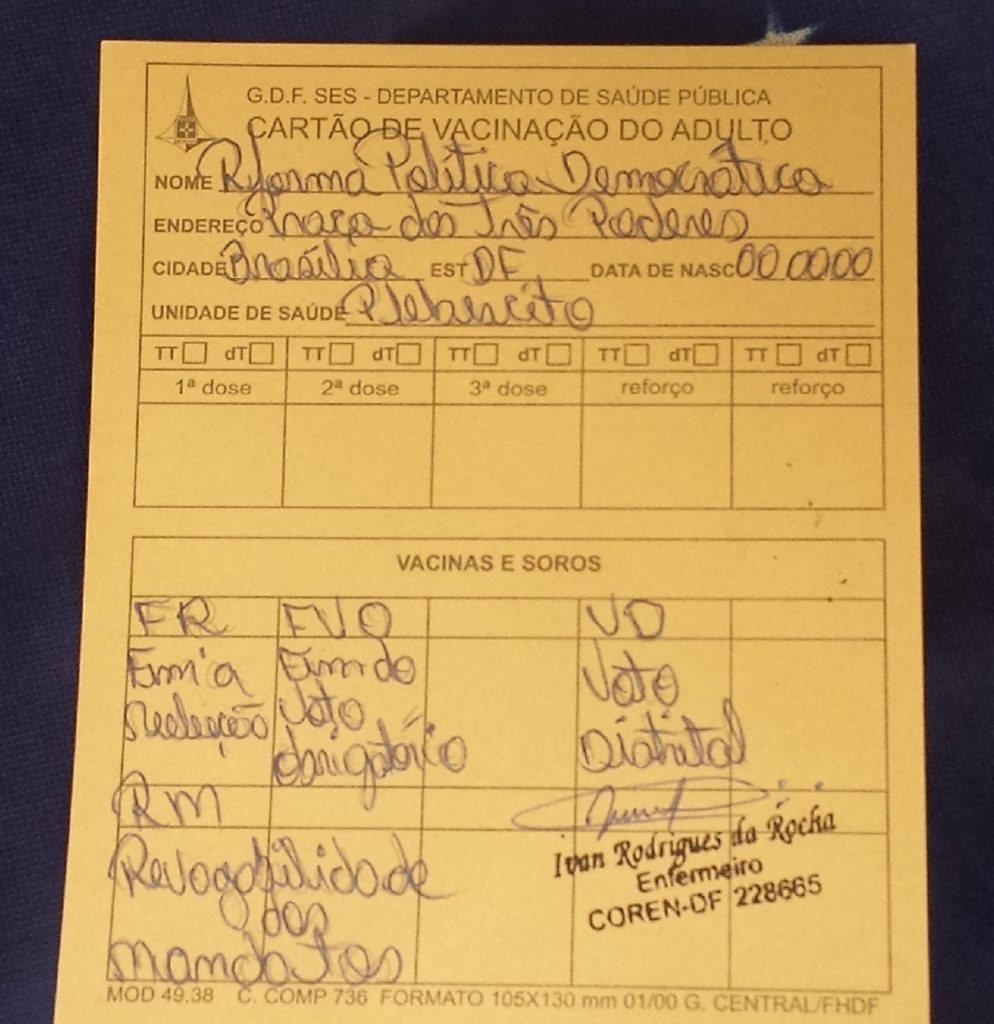 G.D.F. SES - DEPARTAMENTO DE SAÚDE PÚBLICA
CARTÃO DE VACINAÇÃO DO ADULTO
NOME Rforma Política Democrática
ENDEREÇO Praça dos Três Poderes
CIDADE Brasília EST DF DATA DE NASC 00 0000
UNIDADE DE SAÚDE Plebiscito
TT dT TT dT TT dT TT dT TT dT
1ª dose 2ª dose 3ª dose reforço reforço
VACINAS E SOROS
FR FVO VD
Fim a Fim do Voto
reeleição Voto Distrital
obrigatório
RM
Revogabilidade
dos
mandatos
Ivan Rodrigues da Rocha
Enfermeiro
COREN-DF 228665
MOD 49.38 C. COMP 736 FORMATO 105X130 mm 01/00 G. CENTRAL/FHDF